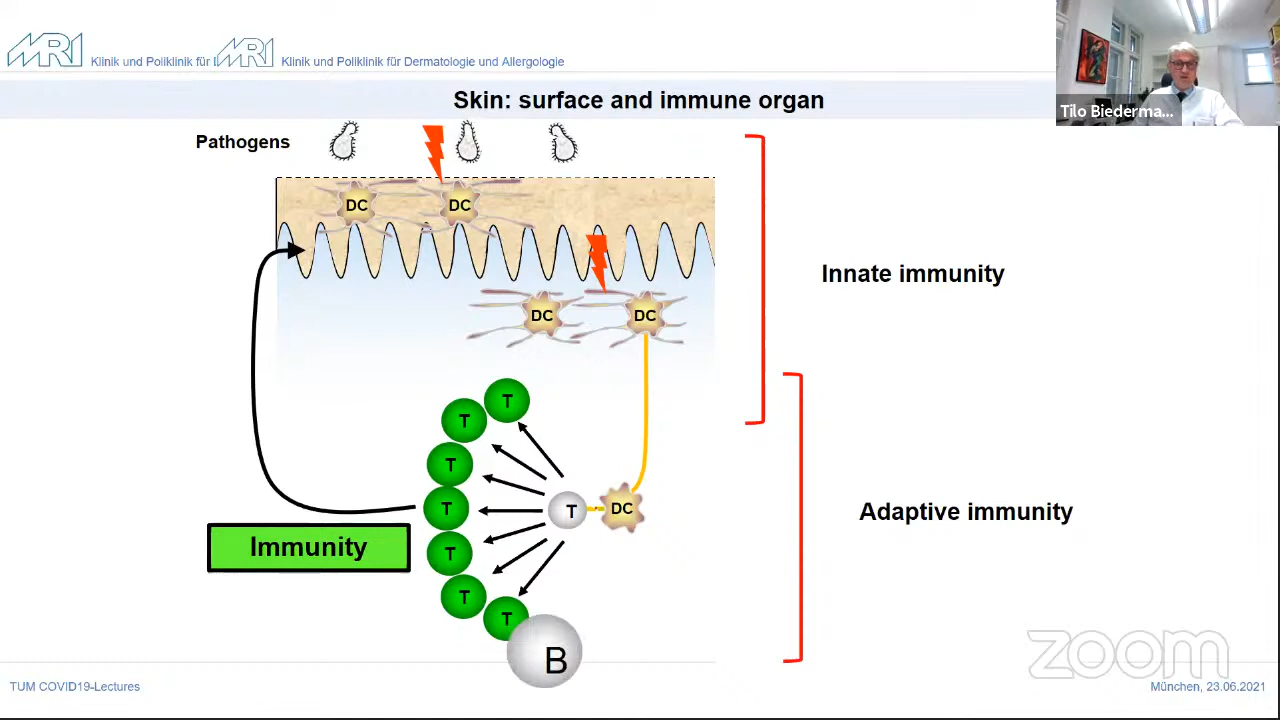 MRI Klinik und Poliklinik für I MRI Klinik und Poliklinik für Dermatologie und Allergologie
Tilo Biederma...
Skin: surface and immune organ
Pathogens
DC
DC
DC
DC
Innate immunity
T
T
T
T
T
DC
Adaptive immunity
Immunity
T
T
T
B
zoom
TUM COVID19-Lectures
München, 23.06.2021